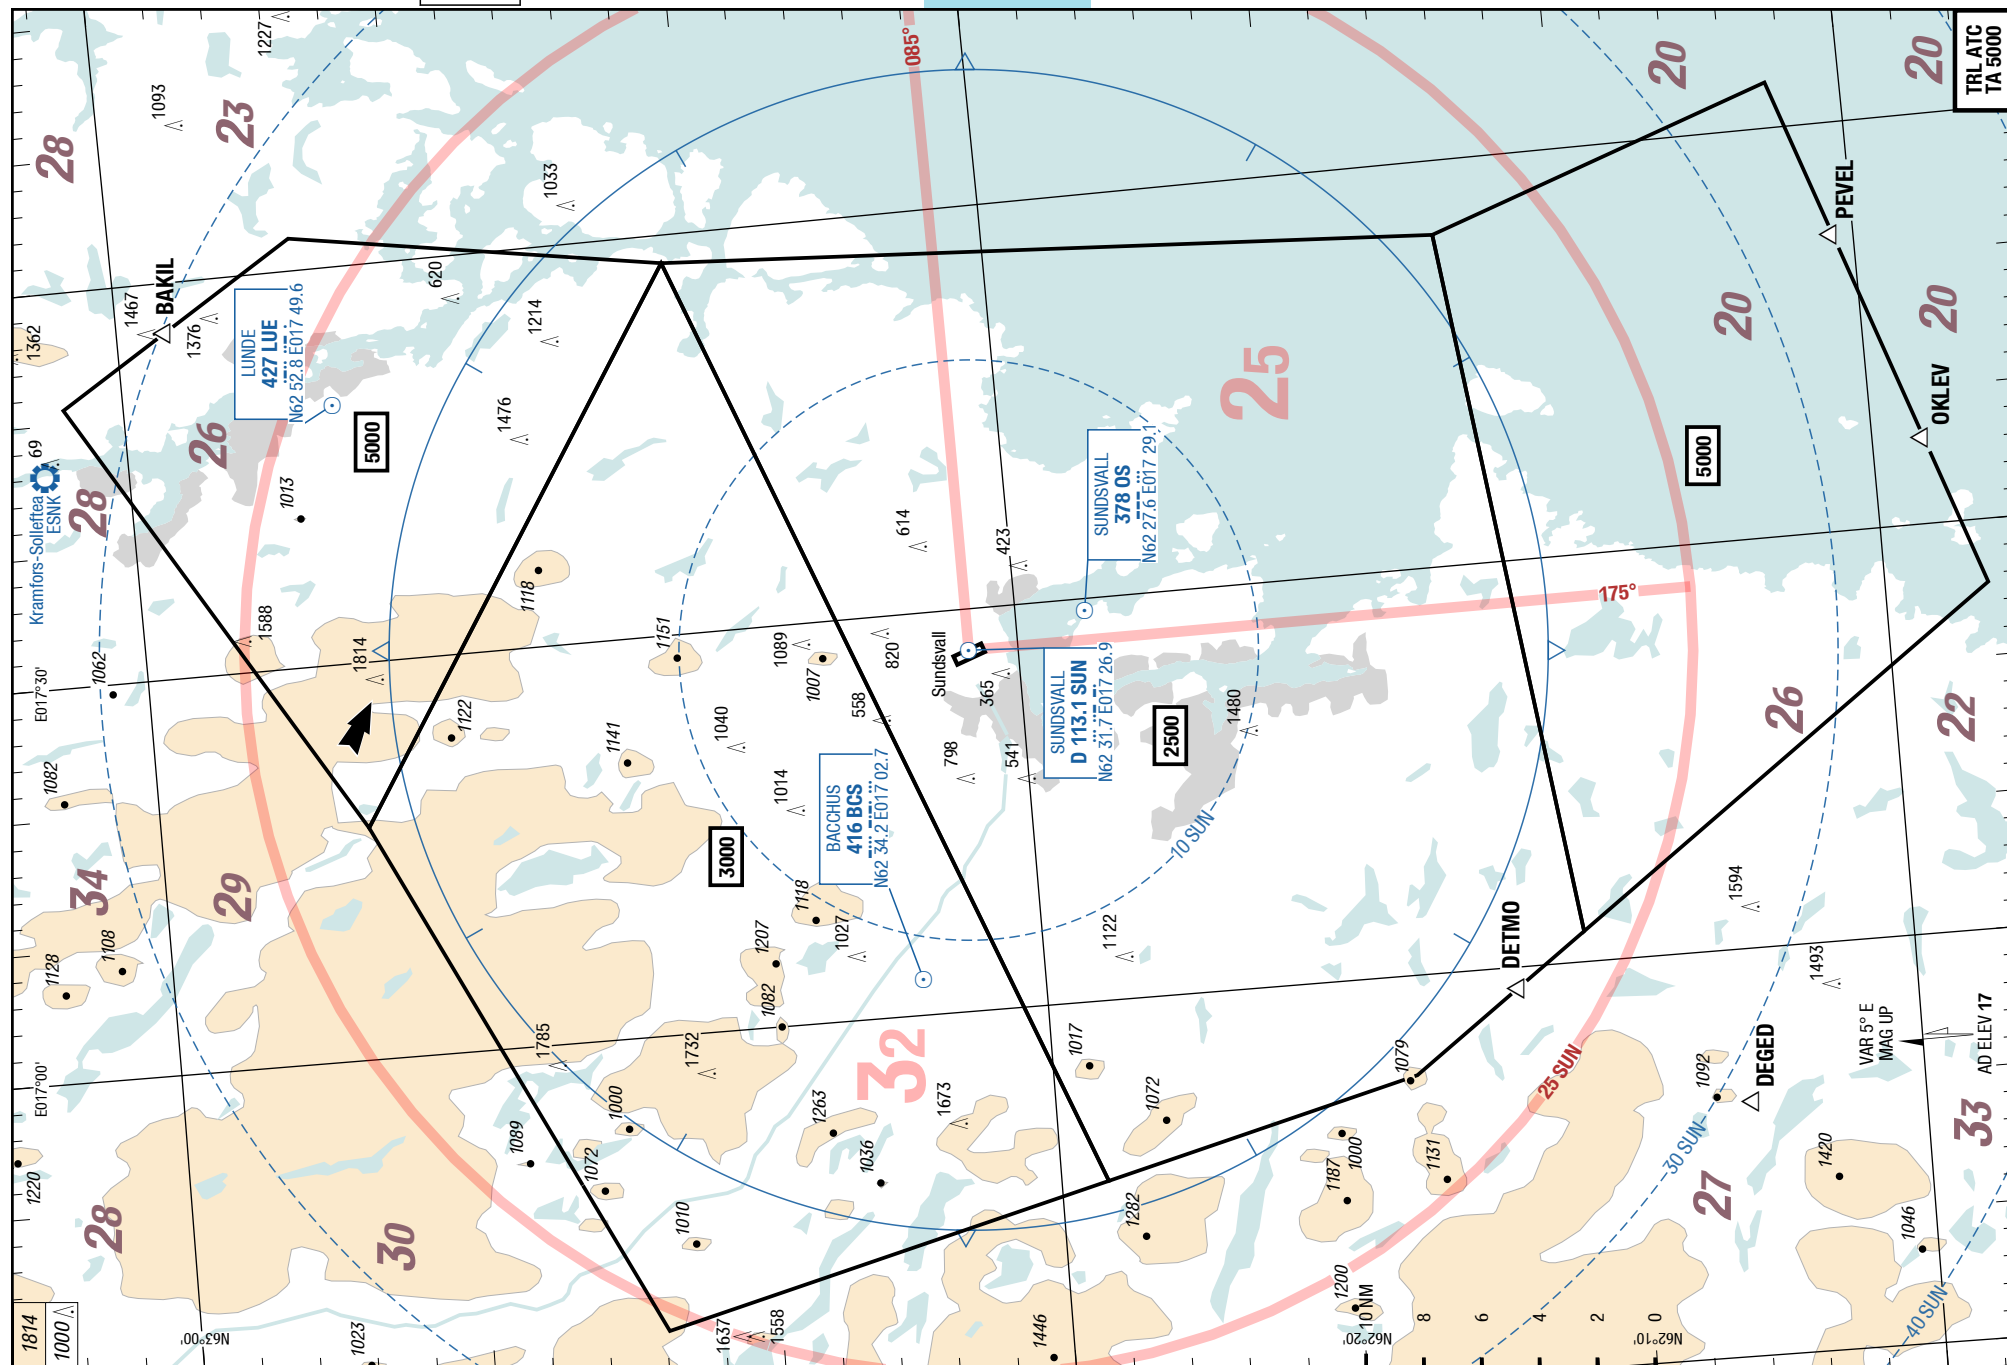 TRL ATC
TA 5000
1227
1093
28
23
20
20
085°
1033
BAKIL
1467
1376
1362
620
1214
LUNDE
427 LUE
N62 52.8 E017 49.6
PEVEL
20
20
OKLEV
25
69
Kramfors-Solleftea
ESNK
28
26
1013
5000
1476
5000
1118
614
423
SUNDSVALL
378 OS
N62 27.6 E017 29.1
175°
1588
1062
E017°30'
1814
1122
1151
1089
1007
820
558
Sundsvall
365
SUNDSVALL
D 113.1 SUN
N62 31.7 E017 26.9
2500
1480
26
22
1082
1141
1040
1014
798
541
3000
BACCHUS
416 BCS
N62 34.2 E017 02.7
10 SUN
34
29
1128
1108
1118
1207
1027
1082
1122
DETMO
1594
1493
E017°00'
1785
1732
32
1673
1017
1079
25 SUN
1092
DEGED
VAR 5° E
MAG UP
AD ELEV 17
1000
1089
1072
1263
1036
1072
1000
1187
1131
30 SUN
27
1420
33
1220
28
30
1010
1282
1200
1046
40 SUN
1814
1000
N63°00'
1023
1637
1558
1446
N62°20'
10 NM
8
6
4
2
0
N62°10'